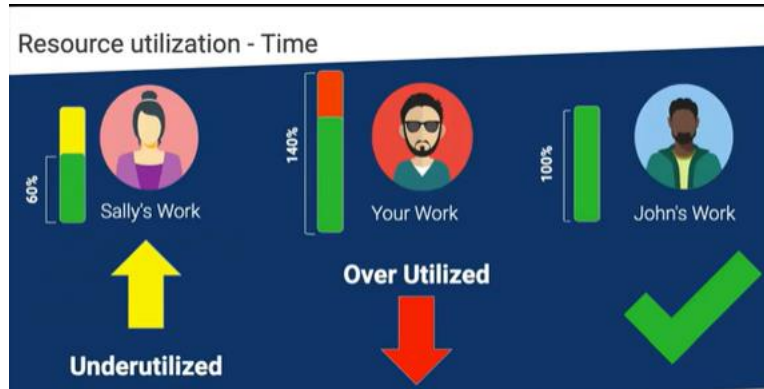 Resource utilization - Time
60%
Sally's Work
Underutilized
140%
Your Work
Over Utilized
100%
John's Work